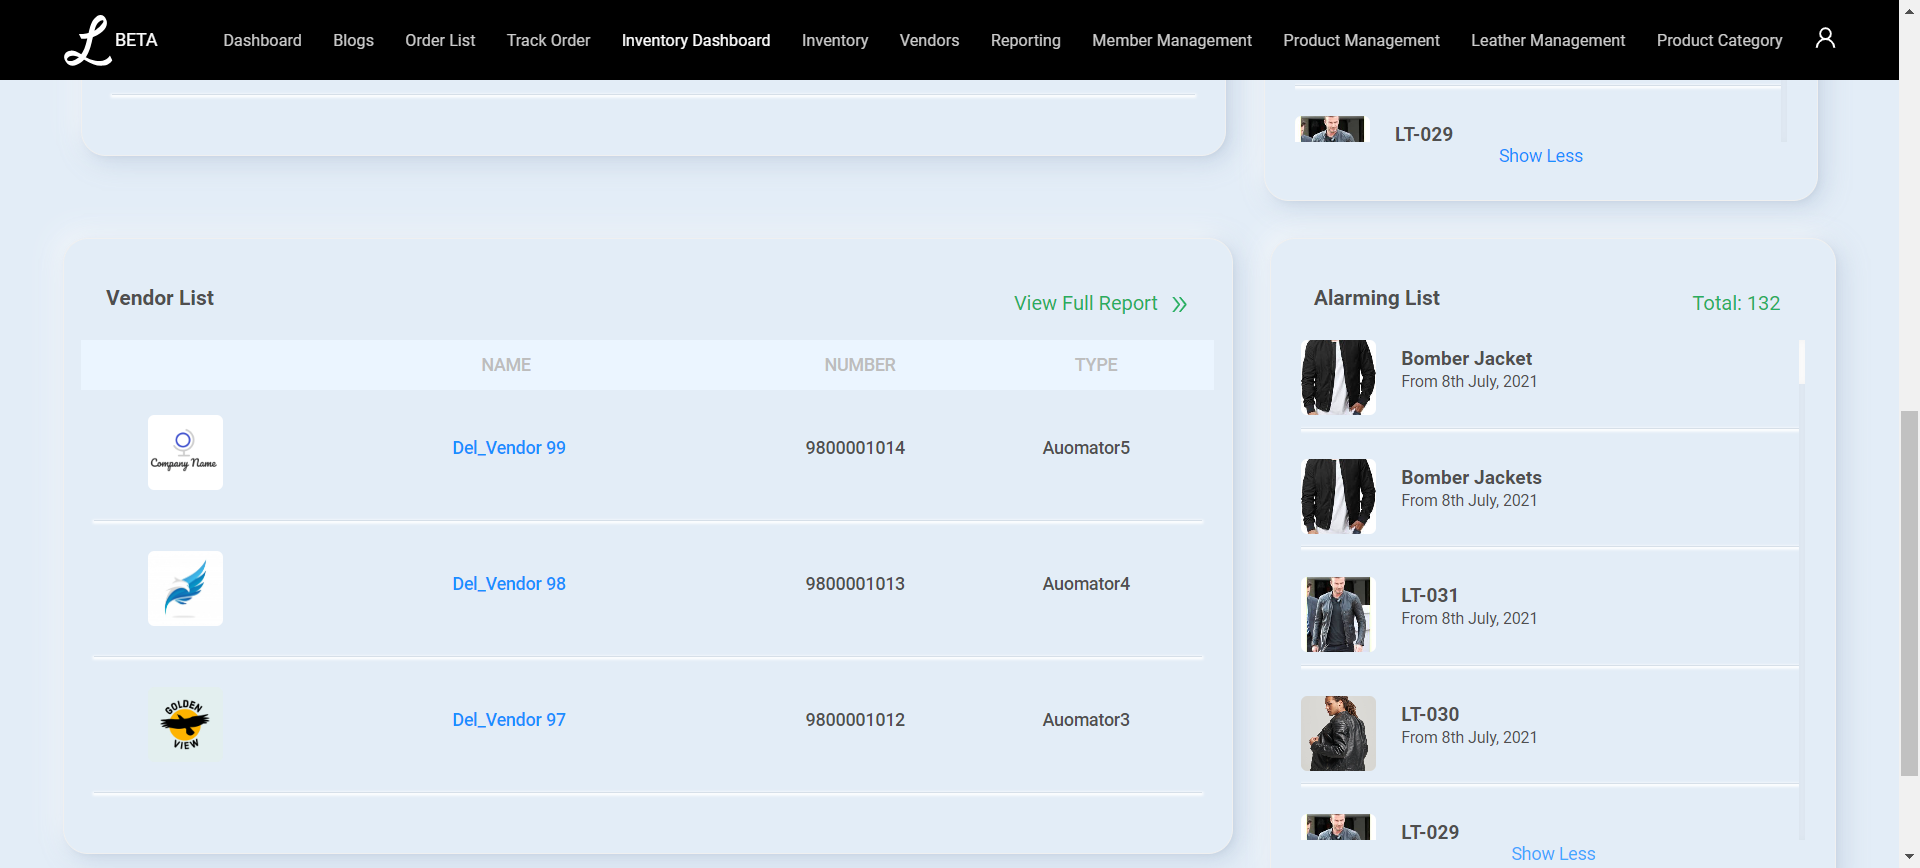 L BETA Dashboard Blogs Order List Track Order Inventory Dashboard Inventory Vendors Reporting Member Management Product Management Leather Management Product Category
LT-029
Show Less
Vendor List
View Full Report »
NAME NUMBER TYPE
Company Name Del_Vendor 99 9800001014 Auomator5
Del_Vendor 98 9800001013 Auomator4
GOLDEN
VIEW
Del_Vendor 97 9800001012 Auomator3
Alarming List
Total: 132
Bomber Jacket
From 8th July, 2021
Bomber Jackets
From 8th July, 2021
LT-031
From 8th July, 2021
LT-030
From 8th July, 2021
LT-029
Show Less